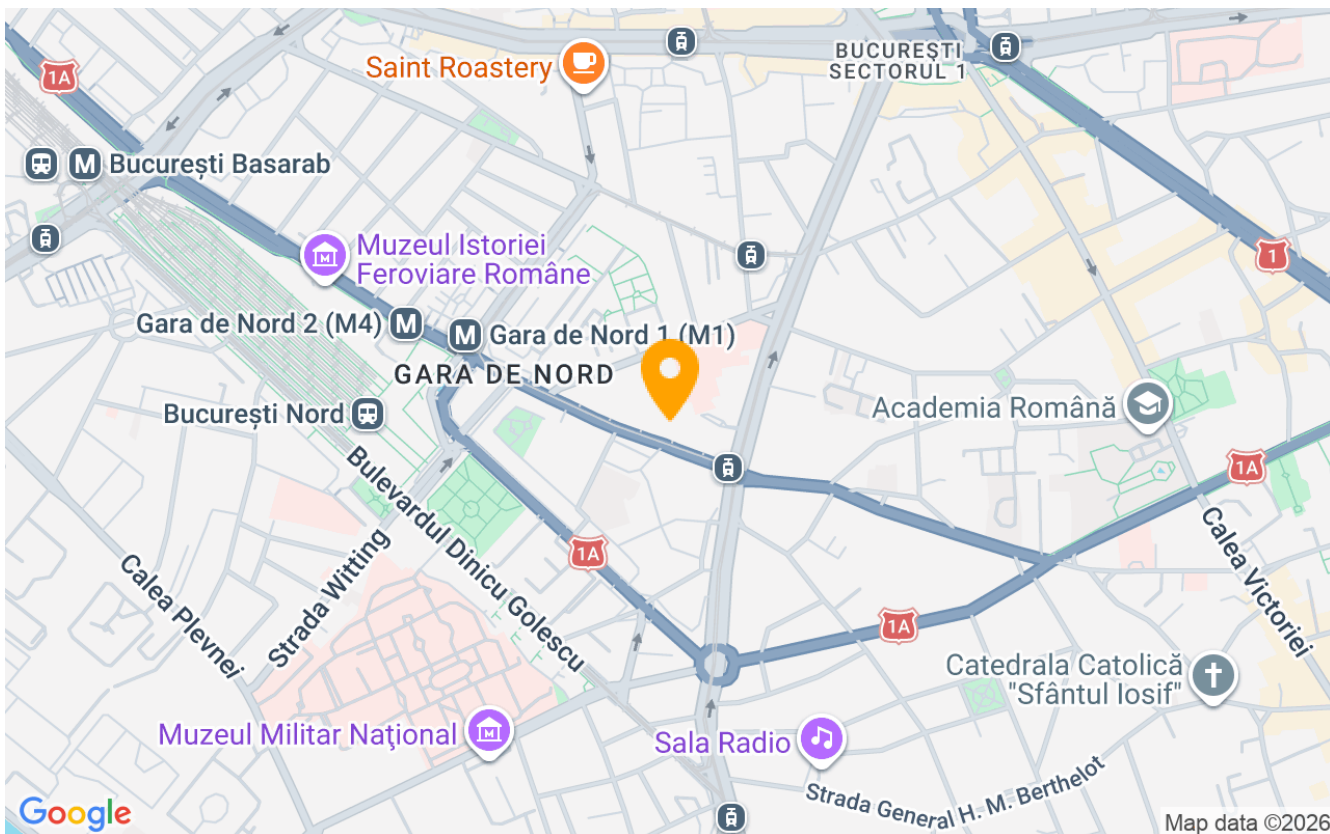 Saint Roastery
BUCUREȘTI
SECTORUL 1
1A
București Basarab
M
Muzeul Istoriei
Feroviare Române
1
Gara de Nord 2 (M4)
M
M
Gara de Nord 1 (M1)
GARA DE NORD
București Nord
Academia Română
1A
Bulevardul Dinicu Golescu
Strada Witting
Calea Plevnei
1A
Calea Victoriei
1A
Catedrala Catolică
"Sfântul Iosif"
Muzeul Militar Naţional
Sala Radio
Strada General H. M. Berthelot
Google
Map data ©2026